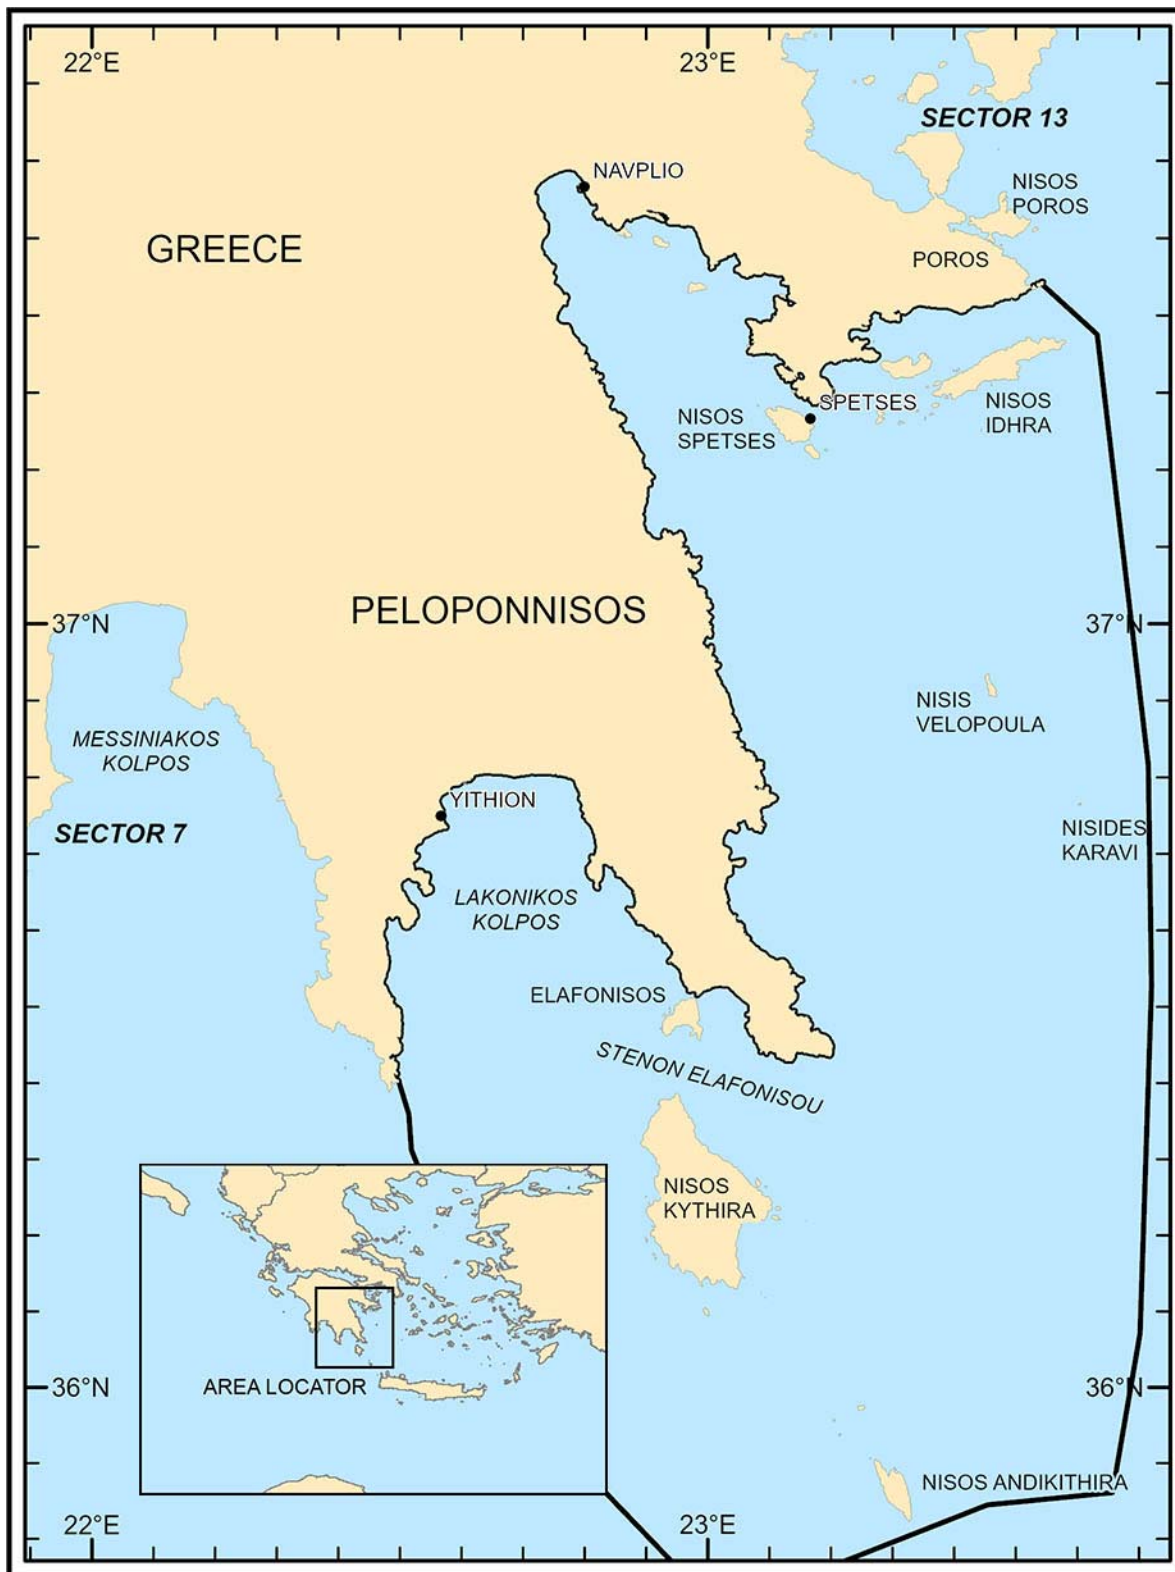 22°E
23°E
SECTOR 13
NAVPLIO
NISOS
POROS
GREECE
POROS
SPETSES
NISOS
SPETSES
NISOS
IDHRA
PELOPONNISOS
37°N
37°N
NISIS
VELOPOULA
MESSINIAKOS
KOLPOS
YITHION
SECTOR 7
NISIDES
KARAVI
LAKONIKOS
KOLPOS
ELAFONISOS
STENON ELAFONISOU
NISOS
KYTHIRA
AREA LOCATOR
36°N
36°N
NISOS ANDIKITHIRA
22°E
23°E